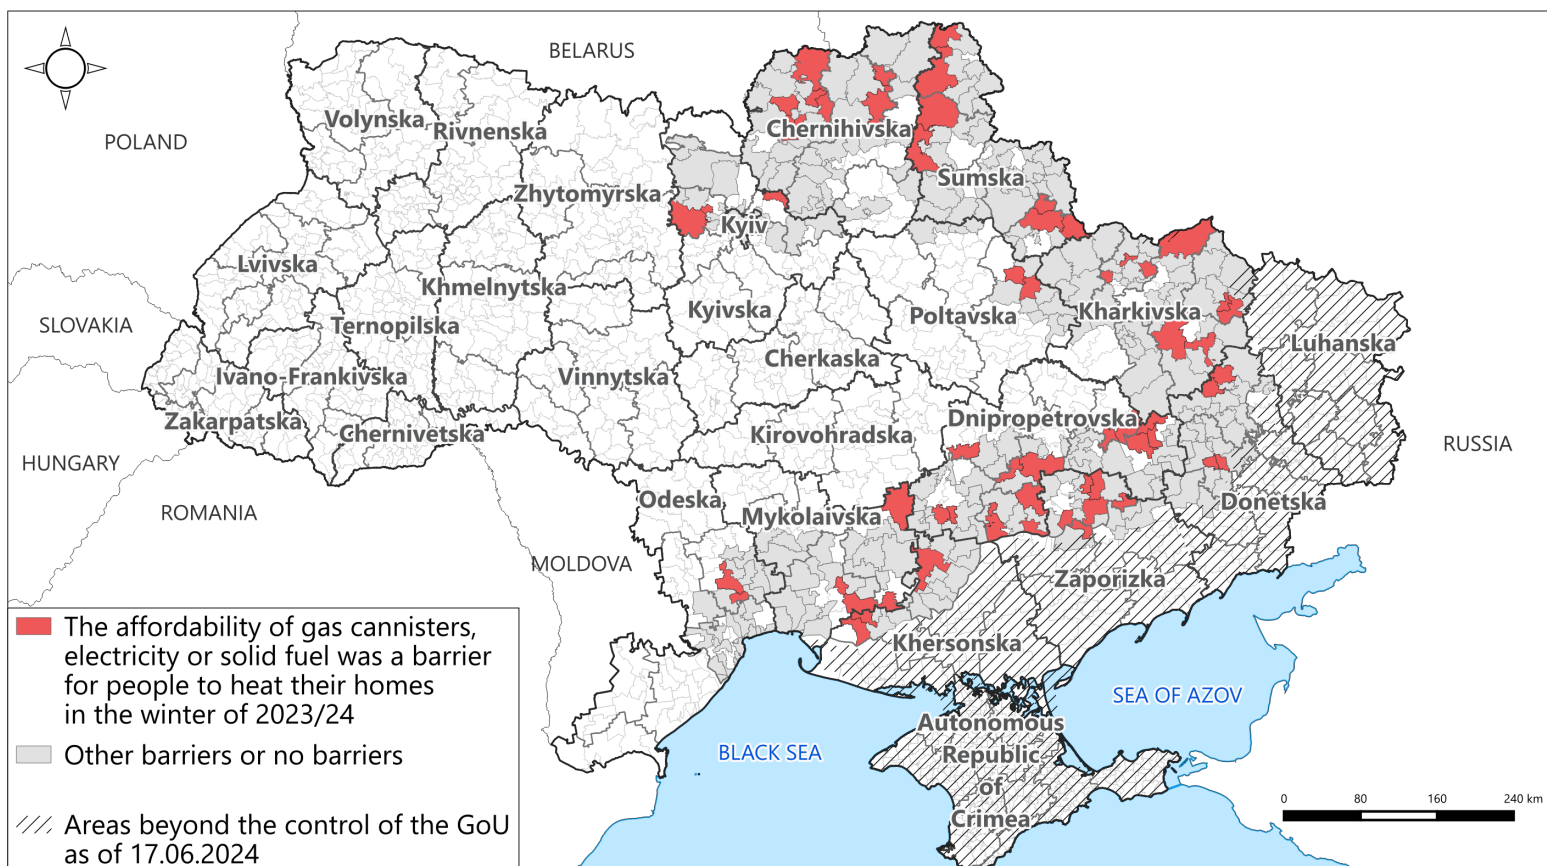 BELARUS
POLAND
Volynska
Rivnenska
Chernihivska
Zhytomyrska
Sumska
Kyiv
Lvivska
Khmelnytska
Kyivska
Poltavska
Kharkivska
SLOVAKIA
Ternopilska
Luhanska
Cherkaska
Ivano-Frankivska
Vinnytska
Zakarpatska
Chernivetska
Kirovohradska
Dnipropetrovska
RUSSIA
HUNGARY
ROMANIA
Odeska
Mykolaivska
Donetska
MOLDOVA
Zaporizka
Khersonska
SEA OF AZOV
BLACK SEA
Autonomous
Republic
of
Crimea
The affordability of gas cannisters,
electricity or solid fuel was a barrier
for people to heat their homes
in the winter of 2023/24
Other barriers or no barriers
Areas beyond the control of the GoU
as of 17.06.2024
0 80 160 240 km